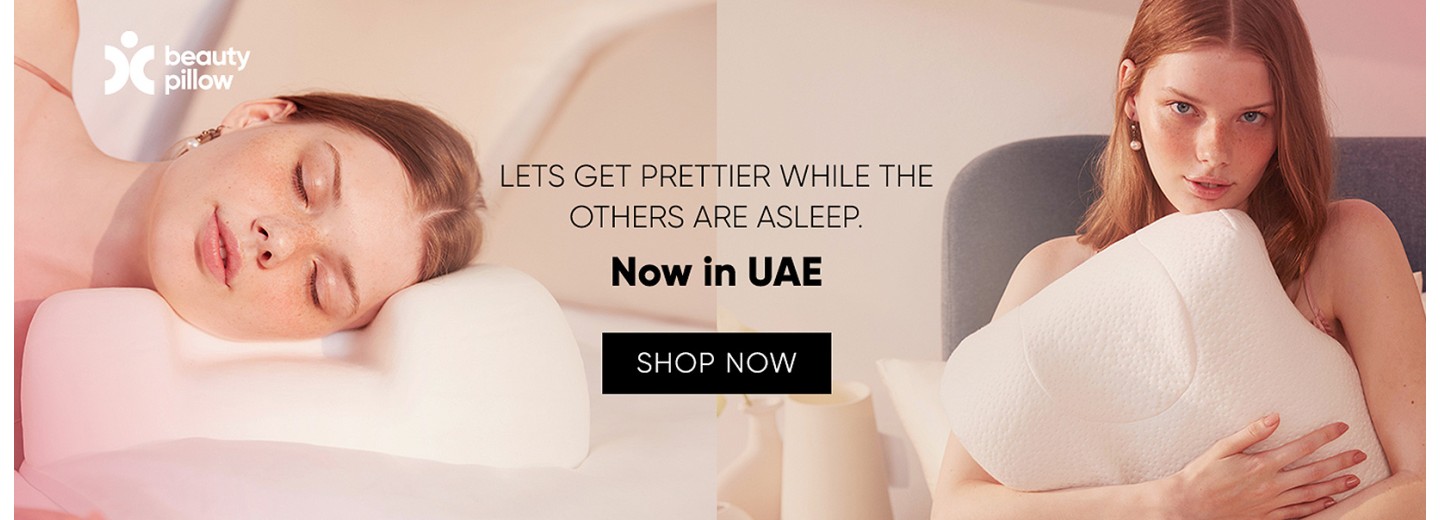 beauty
pillow
LETS GET PRETTIER WHILE THE
OTHERS ARE ASLEEP.
Now in UAE
SHOP NOW